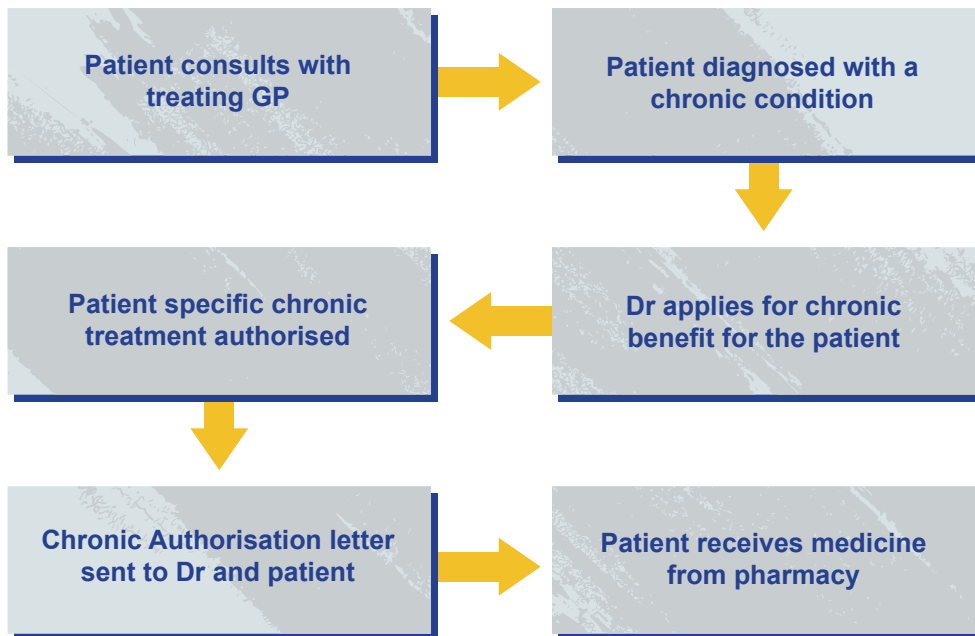 Patient consults with
treating GP
Patient diagnosed with a
chronic condition
Dr applies for chronic
benefit for the patient
Patient specific chronic
treatment authorised
Chronic Authorisation letter
sent to Dr and patient
Patient receives medicine
from pharmacy